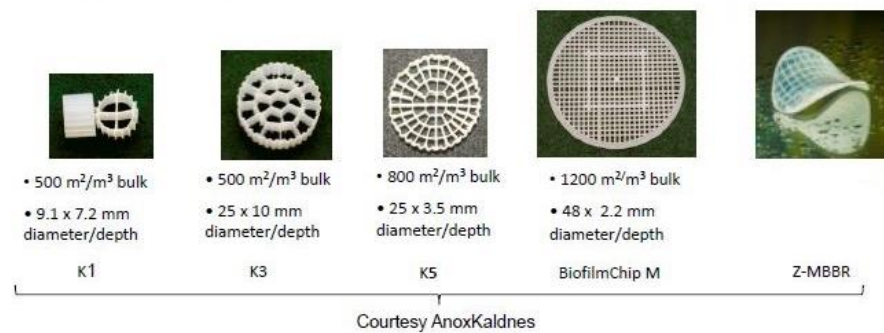 • 500 m²/m³ bulk
• 9.1 x 7.2 mm
diameter/depth
K1
• 500 m²/m³ bulk
• 25 x 10 mm
diameter/depth
K3
• 800 m²/m³ bulk
• 25 x 3.5 mm
diameter/depth
K5
• 1200 m²/m³ bulk
• 48 x 2.2 mm
diameter/depth
BiofilmChip M
Z-MBBR
Courtesy AnoxKaldnes